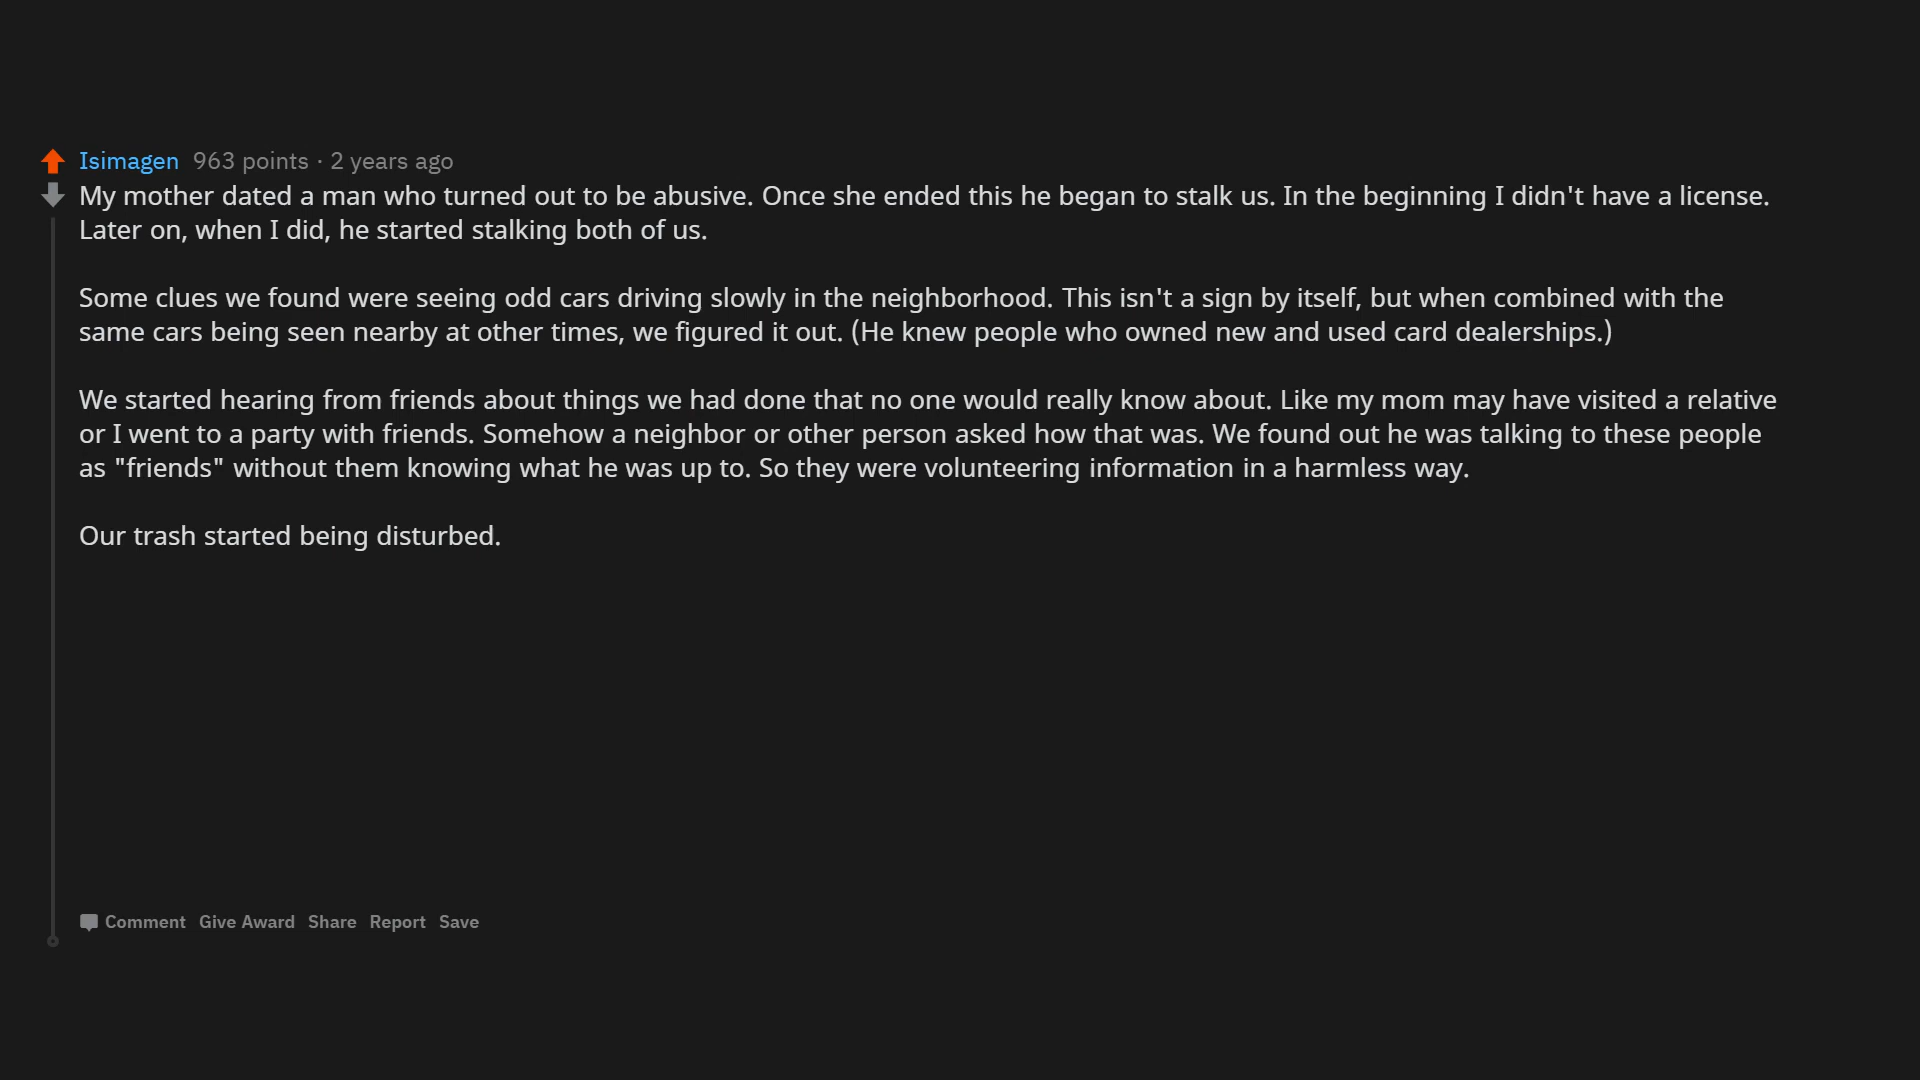 Isimagen 963 points · 2 years ago
My mother dated a man who turned out to be abusive. Once she ended this he began to stalk us. In the beginning I didn't have a license.
Later on, when I did, he started stalking both of us.
Some clues we found were seeing odd cars driving slowly in the neighborhood. This isn't a sign by itself, but when combined with the
same cars being seen nearby at other times, we figured it out. (He knew people who owned new and used card dealerships.)
We started hearing from friends about things we had done that no one would really know about. Like my mom may have visited a relative
or I went to a party with friends. Somehow a neighbor or other person asked how that was. We found out he was talking to these people
as "friends" without them knowing what he was up to. So they were volunteering information in a harmless way.
Our trash started being disturbed.
Comment Give Award Share Report Save